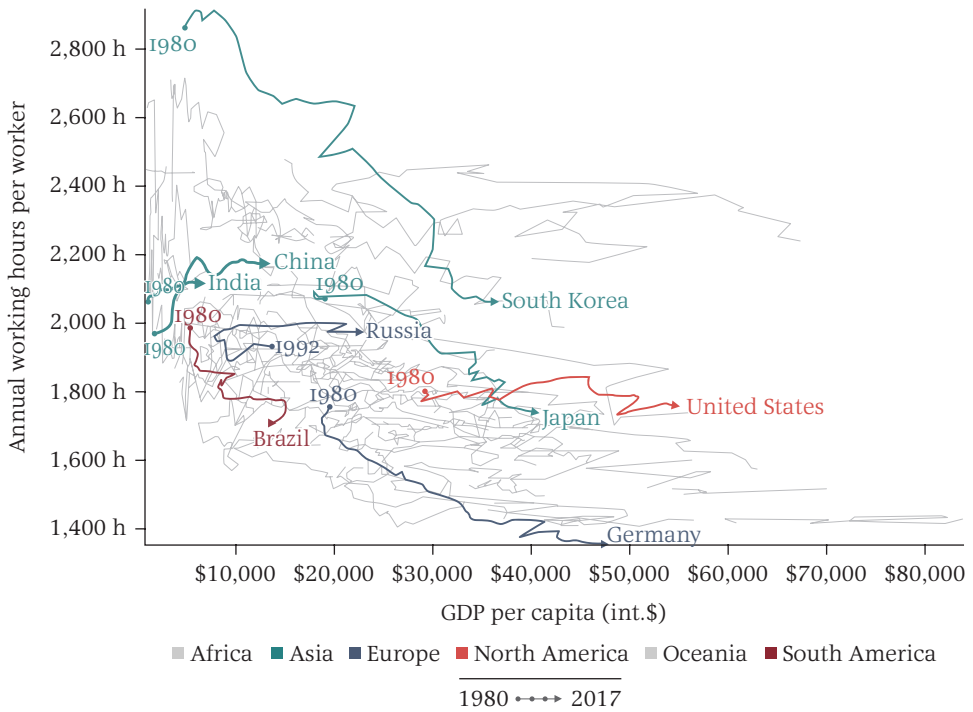 Annual working hours per worker
2,800 h
2,600 h
2,400 h
2,200 h
2,000 h
1,800 h
1,600 h
1,400 h
1980
China
1980
India
1980
South Korea
1980
1980
Russia
1992
1980
1980
United States
Japan
Brazil
Germany
$10,000 $20,000 $30,000 $40,000 $50,000 $60,000 $70,000 $80,000
GDP per capita (int.$)
Africa Asia Europe North America Oceania South America
1980 2017